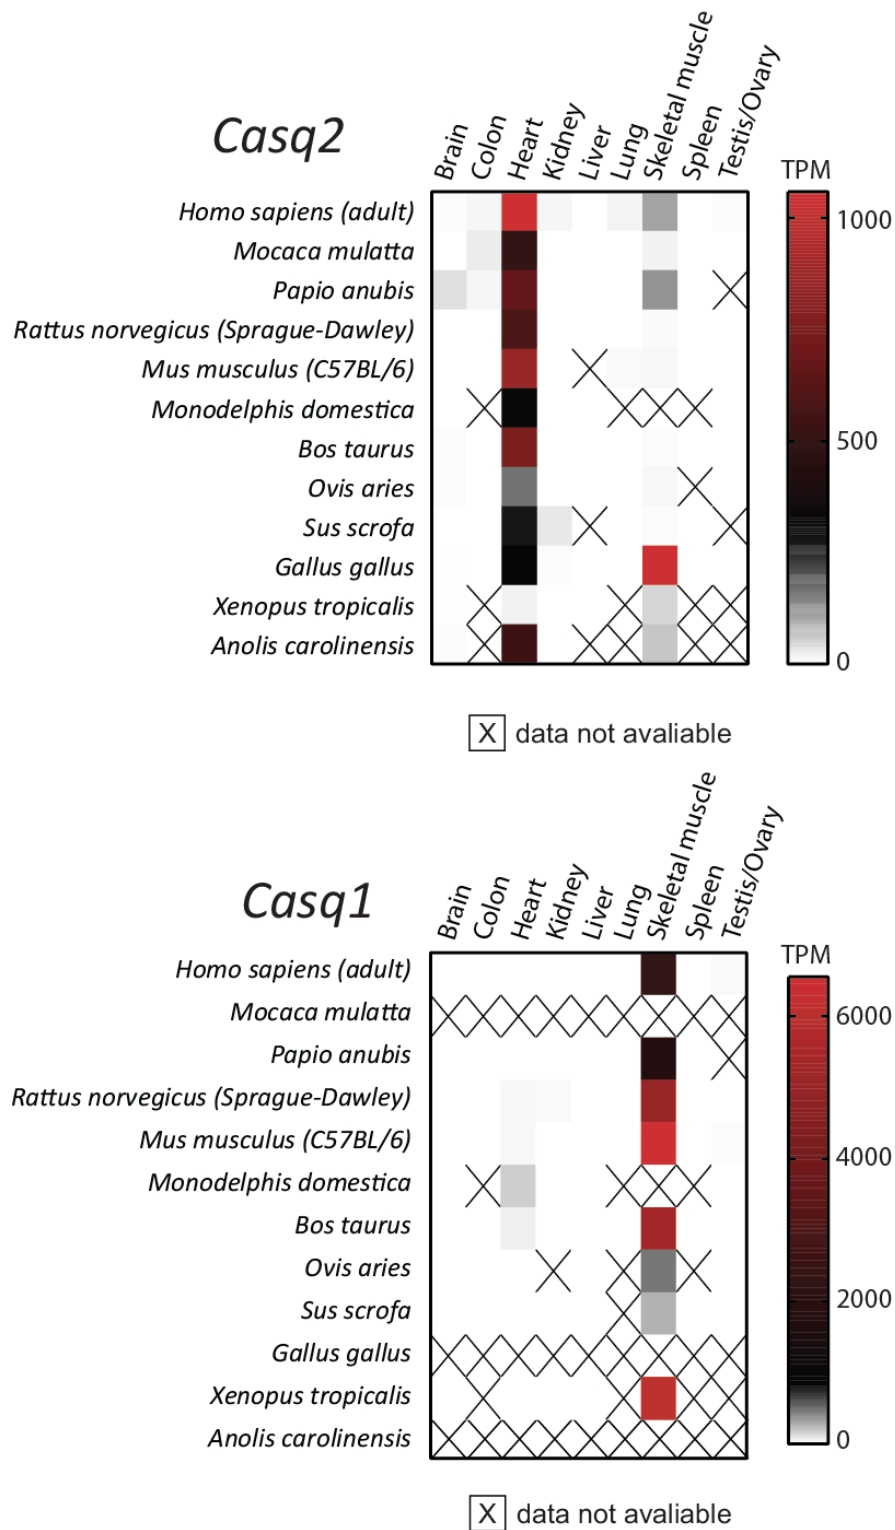 Casq2
Brain Colon Heart Kidney Liver Lung Skeletal muscle Spleen Testis/Ovary
TPM
Homo sapiens (adult)
Mocaca mulatta
Papio anubis
Rattus norvegicus (Sprague-Dawley)
Mus musculus (C57BL/6)
Monodelphis domestica
Bos taurus
Ovis aries
Sus scrofa
Gallus gallus
Xenopus tropicalis
Anolis carolinensis
1000
500
0
X data not avaliable
Casq1
Brain Colon Heart Kidney Liver Lung Skeletal muscle Spleen Testis/Ovary
TPM
Homo sapiens (adult)
Mocaca mulatta
Papio anubis
Rattus norvegicus (Sprague-Dawley)
Mus musculus (C57BL/6)
Monodelphis domestica
Bos taurus
Ovis aries
Sus scrofa
Gallus gallus
Xenopus tropicalis
Anolis carolinensis
6000
4000
2000
0
X data not avaliable